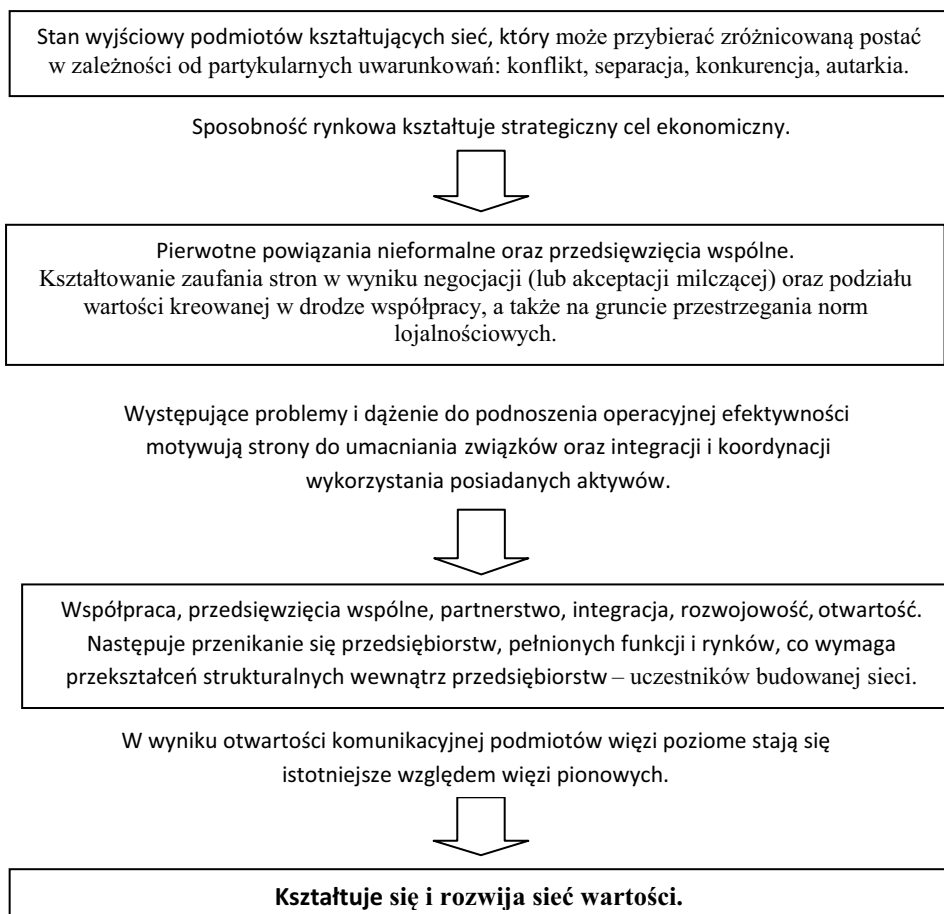 Stan wyjściowy podmiotów kształtujących sieć, który może przybierać zróżnicowaną postać
w zależności od partykularnych uwarunkowań: konflikt, separacja, konkurencja, autarkia.
Sposobność rynkowa kształtuje strategiczny cel ekonomiczny.
Pierwotne powiązania nieformalne oraz przedsięwzięcia wspólne.
Kształtowanie zaufania stron w wyniku negocjacji (lub akceptacji milczącej) oraz podziału
wartości kreowanej w drodze współpracy, a także na gruncie przestrzegania norm
lojalnościowych.
Występujące problemy i dążenie do podnoszenia operacyjnej efektywności
motywują strony do umacniania związków oraz integracji i koordynacji
wykorzystania posiadanych aktywów.
Współpraca, przedsięwzięcia wspólne, partnerstwo, integracja, rozwojowość, otwartość.
Następuje przenikanie się przedsiębiorstw, pełnionych funkcji i rynków, co wymaga
przekształceń strukturalnych wewnątrz przedsiębiorstw – uczestników budowanej sieci.
W wyniku otwartości komunikacyjnej podmiotów więzi poziome stają się
istotniejsze względem więzi pionowych.
Kształtuje się i rozwija sieć wartości.